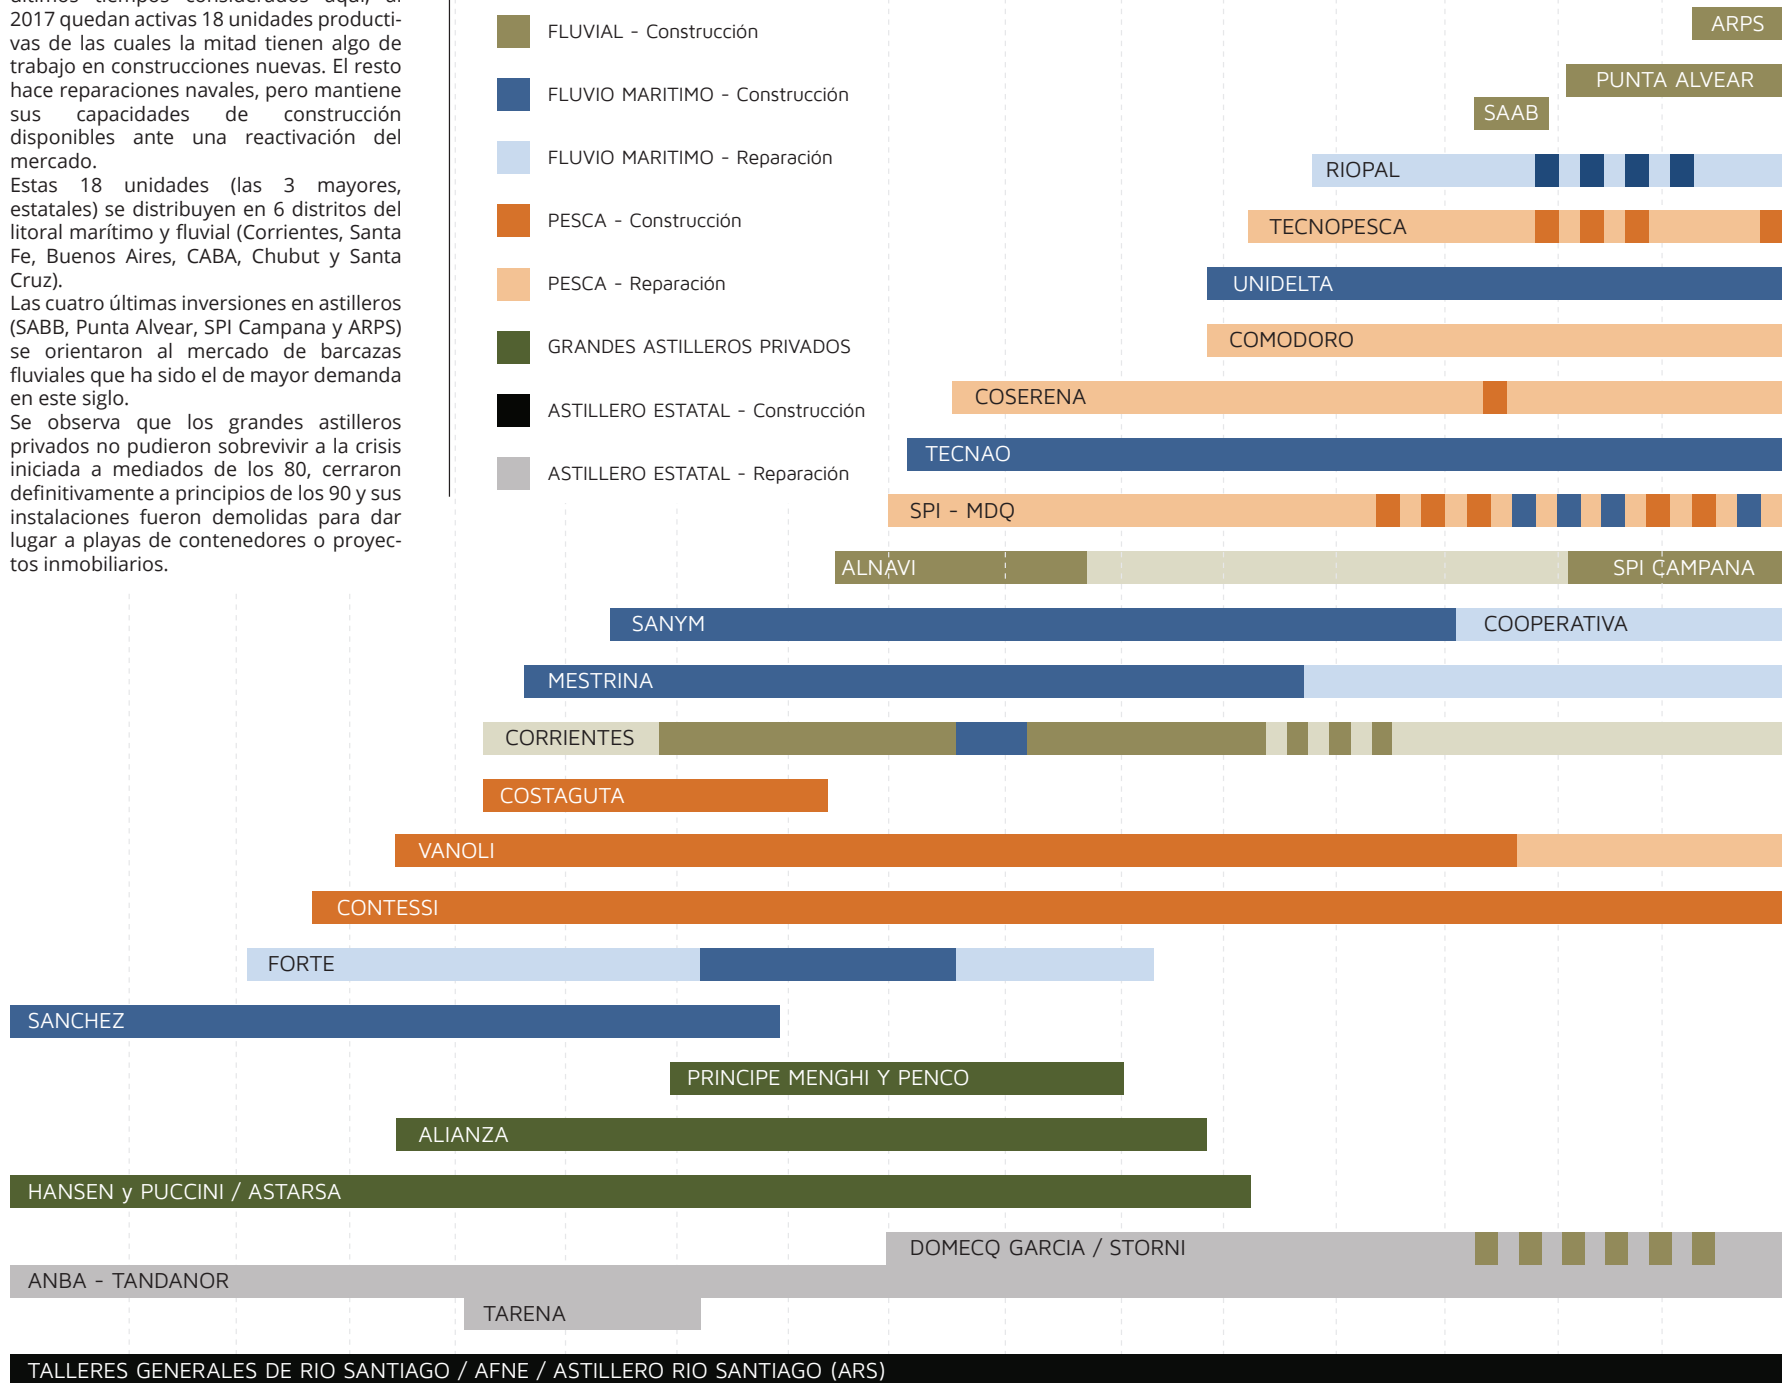 últimos tiempos considerados aquí, al
2017 quedan activas 18 unidades producti-
vas de las cuales la mitad tienen algo de
trabajo en construcciones nuevas. El resto
hace reparaciones navales, pero mantiene
sus capacidades de construcción
disponibles ante una reactivación del
mercado.
Estas 18 unidades (las 3 mayores,
estatales) se distribuyen en 6 distritos del
litoral marítimo y fluvial (Corrientes, Santa
Fe, Buenos Aires, CABA, Chubut y Santa
Cruz).
Las cuatro últimas inversiones en astilleros
(SABB, Punta Alvear, SPI Campana y ARPS)
se orientaron al mercado de barcazas
fluviales que ha sido el de mayor demanda
en este siglo.
Se observa que los grandes astilleros
privados no pudieron sobrevivir a la crisis
iniciada a mediados de los 80, cerraron
definitivamente a principios de los 90 y sus
instalaciones fueron demolidas para dar
lugar a playas de contenedores o proyec-
tos inmobiliarios.
FLUVIAL - Construcción
FLUVIO MARITIMO - Construcción
FLUVIO MARITIMO - Reparación
PESCA - Construcción
PESCA - Reparación
GRANDES ASTILLEROS PRIVADOS
ASTILLERO ESTATAL - Construcción
ASTILLERO ESTATAL - Reparación
ARPS
PUNTA ALVEAR
SAAB
RIOPAL
TECNOPESCA
UNIDELTA
COMODORO
COSERENA
TECNAO
SPI - MDQ
ALNAVI SPI CAMPANA
SANYM COOPERATIVA
MESTRINA
CORRIENTES
COSTAGUTA
VANOLI
CONTESSI
FORTE
SANCHEZ
PRINCIPE MENGHI Y PENCO
ALIANZA
HANSEN y PUCCINI / ASTARSA
DOMECQ GARCIA / STORNI
ANBA - TANDANOR
TARENA
TALLERES GENERALES DE RIO SANTIAGO / AFNE / ASTILLERO RIO SANTIAGO (ARS)